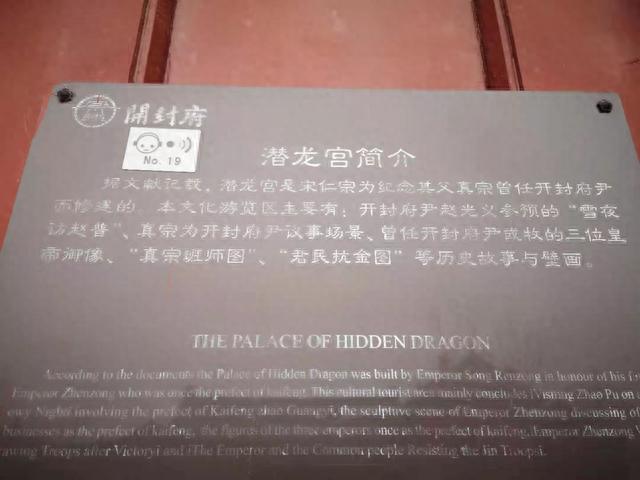 開封府
No. 19
潜龙宫简介
据文献记载，潜龙宫是宋仁宗为纪念其父真宗曾任开封府尹
而修建的。本文化游览区主要有：开封府尹赵光义参预的“雪夜
访赵普”、真宗为开封府尹议事场景、曾任开封府尹或牧的三位皇
帝御像、“真宗班师图”、“君民抗金图”等历史故事与壁画。
THE PALACE OF HIDDEN DRAGON
According to the documents the Palace of Hidden Dragon was built by Emperor Song Renzong in honour of his
Emperor Zhenzong who was once the prefect of kaifeng. This cultural tourist area mainly concludes (Visiting Zhao Pu on
Night) involving the prefect of Kaifeng zhao Guangyi, the sculptive scene of Emperor Zhenzong discussing
businesses as the prefect of kaifeng, the figures of the three emperors once as the prefect of kaifeng, (Emperor Zhenzong
Troops after Victory) and (The Emperor and the Common people Resisting the Jin Troops).